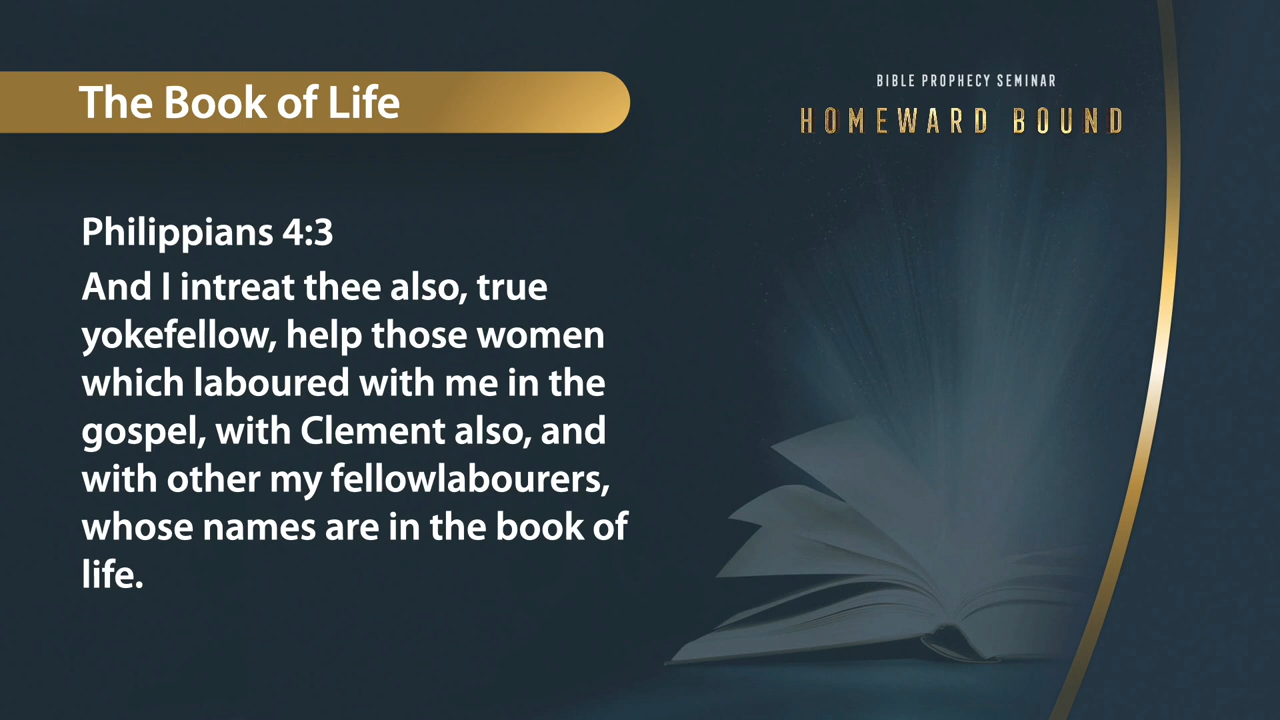 The Book of Life
BIBLE PROPHECY SEMINAR
HOMEWARD BOUND
Philippians 4:3
And I intreat thee also, true
yokefellow, help those women
which laboured with me in the
gospel, with Clement also, and
with other my fellowlabourers,
whose names are in the book of
life.